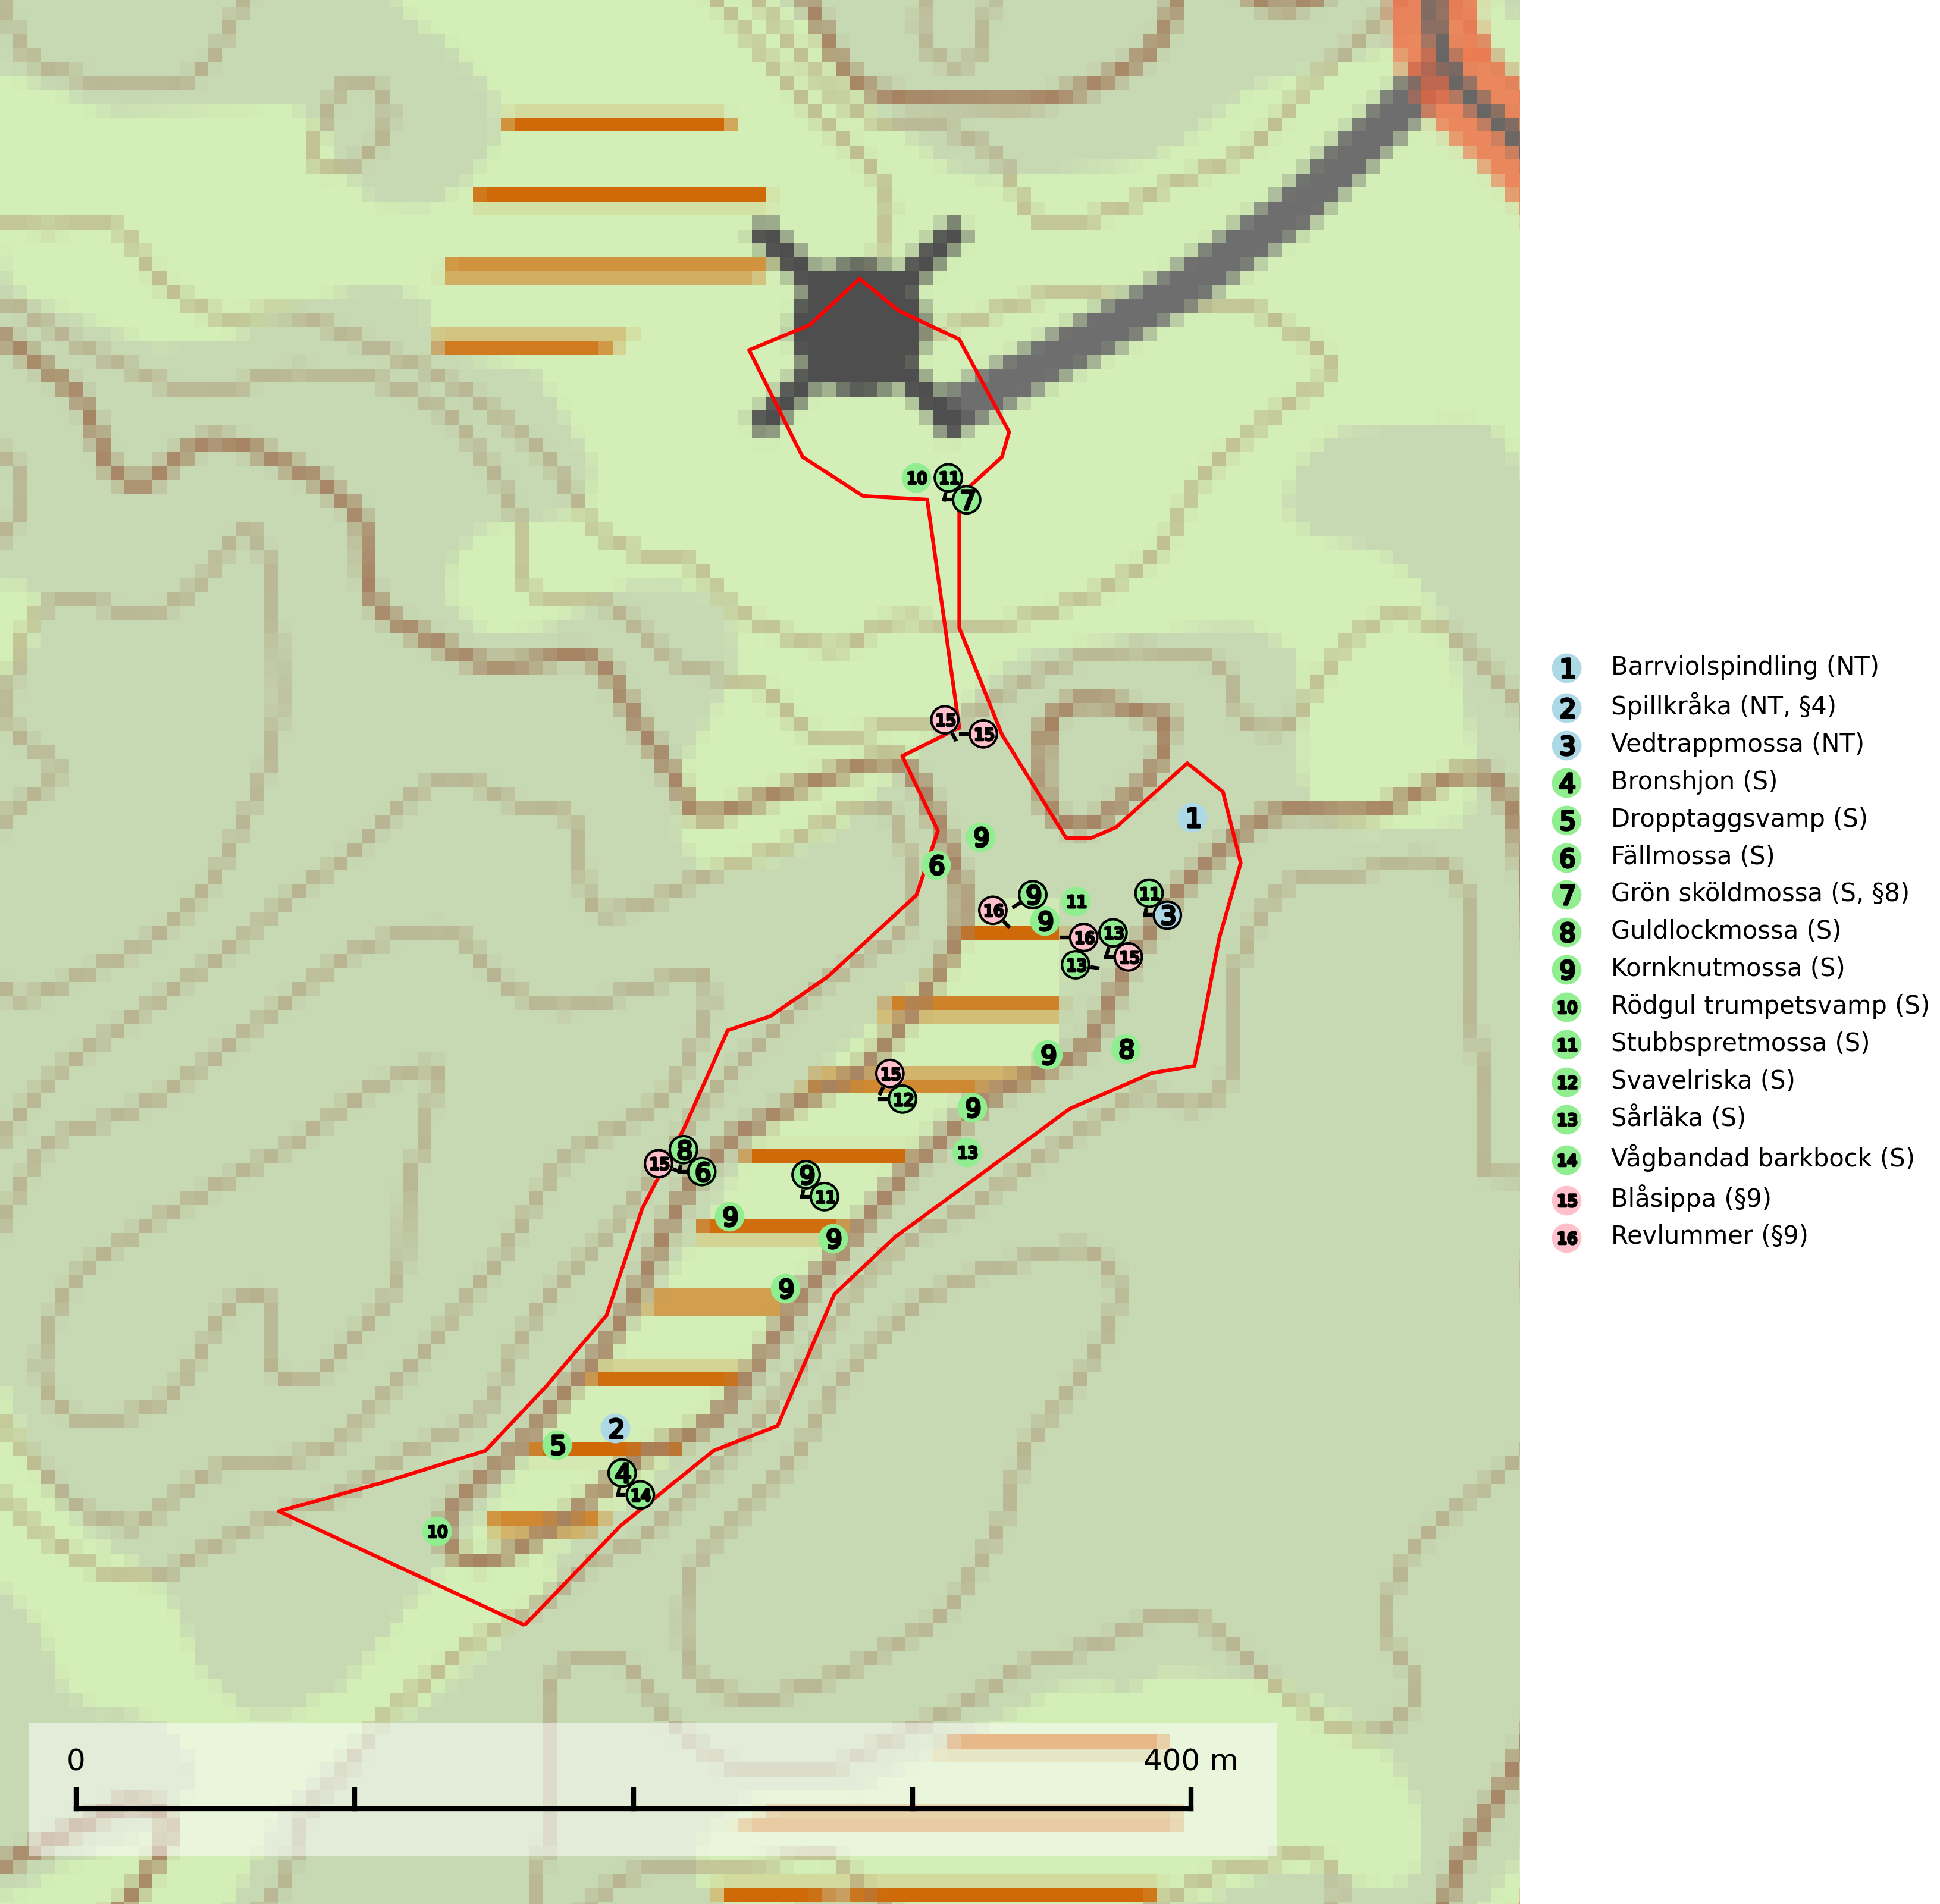 10 11
7
15
15
1
9
6
9
11
11
16
9
3
16
13
15
13
8
9
15
12
9
13
8
15
6
9
11
9
9
9
2
5
4
14
10
0 400 m
1 Barrviolspindling (NT)
2 Spillkråka (NT, §4)
3 Vedtrappmossa (NT)
4 Bronshjon (S)
5 Dropptaggsvamp (S)
6 Fällmossa (S)
7 Grön sköldmossa (S, §8)
8 Guldlockmossa (S)
9 Kornknutmossa (S)
10 Rödgul trumpetsvamp (S)
11 Stubbspretmossa (S)
12 Svavelriska (S)
13 Sårläka (S)
14 Vågbandad barkbock (S)
15 Blåsippa (§9)
16 Revlummer (§9)